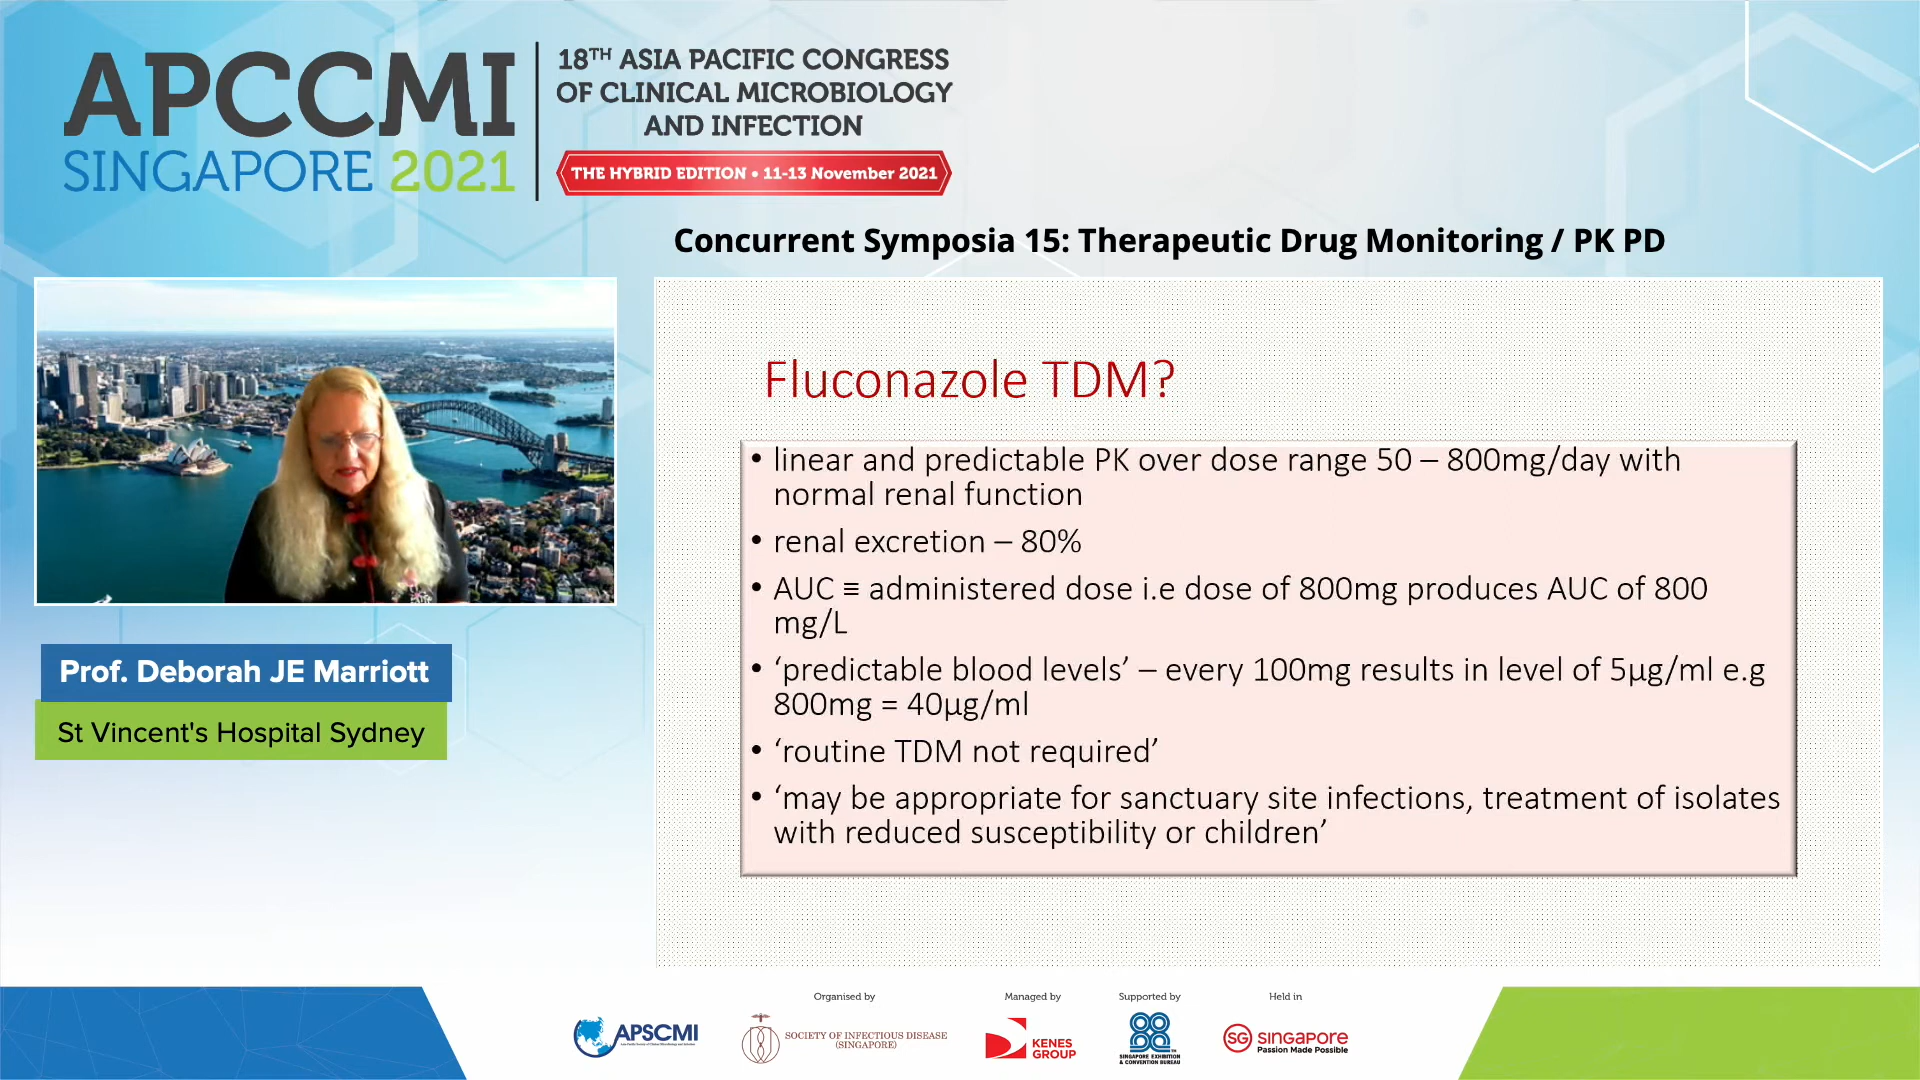 APCCMI
SINGAPORE 2021
18TH ASIA PACIFIC CONGRESS
OF CLINICAL MICROBIOLOGY
AND INFECTION
THE HYBRID EDITION • 11-13 November 2021
Concurrent Symposia 15: Therapeutic Drug Monitoring / PK PD
Prof. Deborah JE Marriott
St Vincent's Hospital Sydney
Fluconazole TDM?
• linear and predictable PK over dose range 50 – 800mg/day with
normal renal function
• renal excretion – 80%
• AUC ≡ administered dose i.e dose of 800mg produces AUC of 800
mg/L
• ‘predictable blood levels’ – every 100mg results in level of 5µg/ml e.g
800mg = 40µg/ml
• ‘routine TDM not required’
• ‘may be appropriate for sanctuary site infections, treatment of isolates
with reduced susceptibility or children’
Organised by
APSCMI
SOCIETY OF INFECTIOUS DISEASE
(SINGAPORE)
Managed by
KENES
GROUP
Supported by
SINGAPORE EXHIBITION
& CONVENTION BUREAU
Held in
SG SINGAPORE
Passion Made Possible